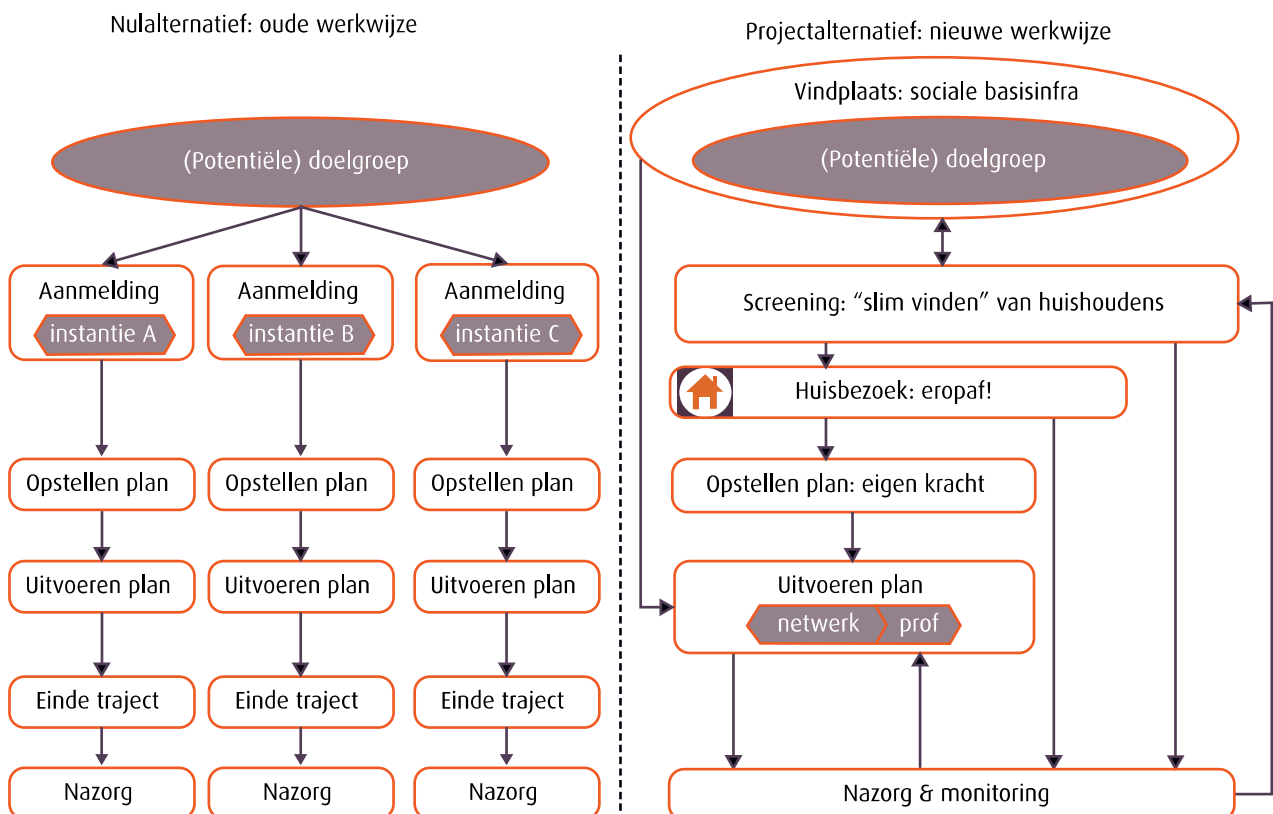 Nulalternatief: oude werkwijze
(Potentiële) doelgroep
Aanmelding
instantie A
Aanmelding
instantie B
Aanmelding
instantie C
Opstellen plan
Opstellen plan
Opstellen plan
Uitvoeren plan
Uitvoeren plan
Uitvoeren plan
Einde traject
Einde traject
Einde traject
Nazorg
Nazorg
Nazorg
Projectalternatief: nieuwe werkwijze
Vindplaats: sociale basisinfra
(Potentiële) doelgroep
Screening: “slim vinden” van huishoudens
Huisbezoek: eropaf!
Opstellen plan: eigen kracht
Uitvoeren plan
netwerk prof
Nazorg & monitoring